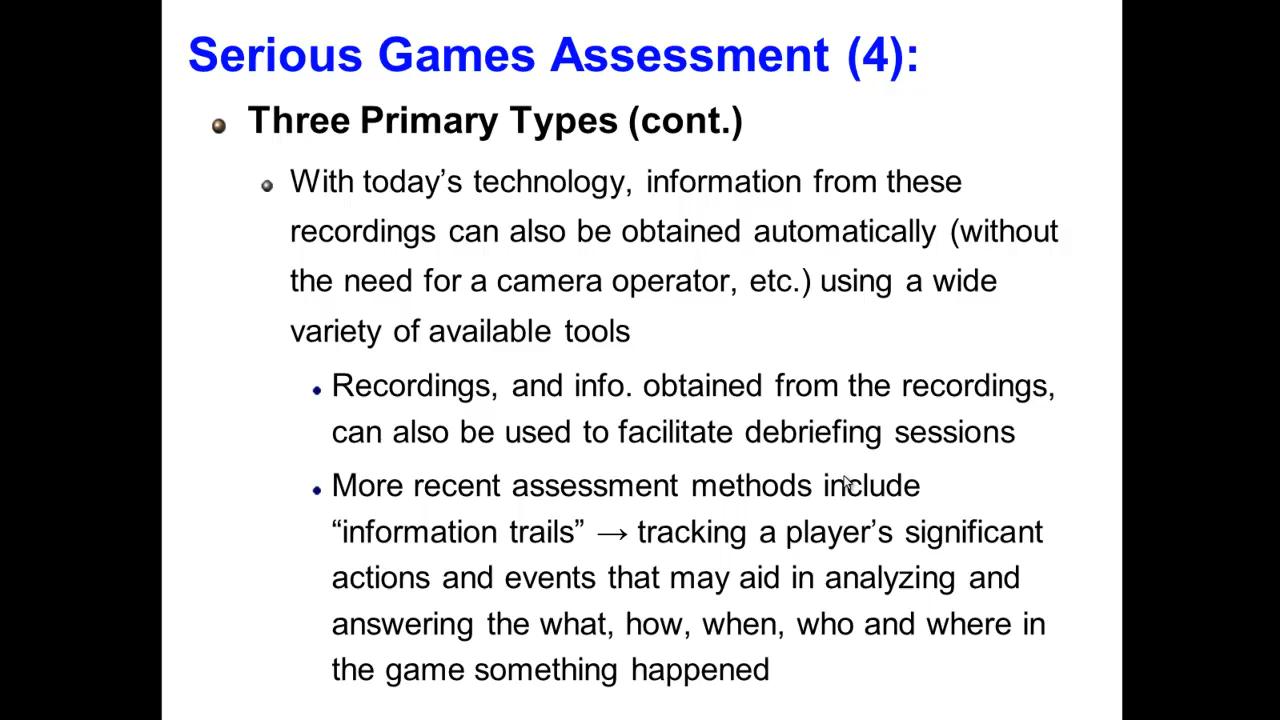 Serious Games Assessment (4):
Three Primary Types (cont.)
With today’s technology, information from these
recordings can also be obtained automatically (without
the need for a camera operator, etc.) using a wide
variety of available tools
Recordings, and info. obtained from the recordings,
can also be used to facilitate debriefing sessions
More recent assessment methods include
“information trails” → tracking a player’s significant
actions and events that may aid in analyzing and
answering the what, how, when, who and where in
the game something happened